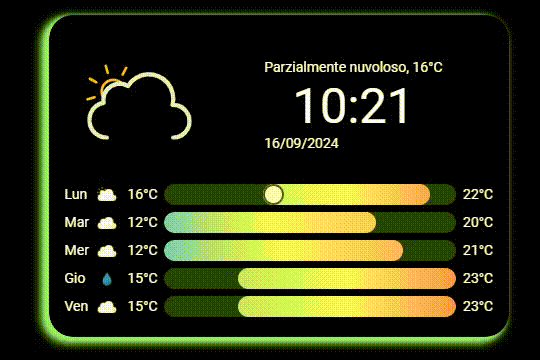 Parzialmente nuvoloso, 16°C
10:21
16/09/2024
Lun 16°C 22°C
Mar 12°C 20°C
Mer 12°C 21°C
Gio 15°C 23°C
Ven 15°C 23°C